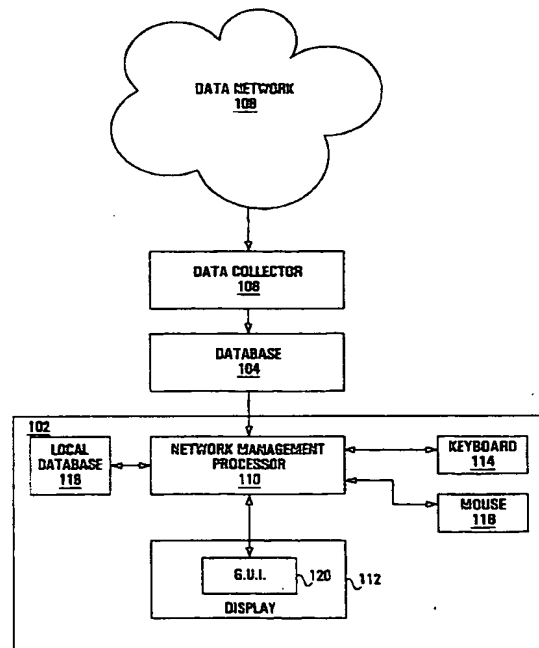 DATA NETWORK
108
DATA COLLECTOR
106
DATABASE
104
102
LOCAL
DATABASE
118
NETWORK MANAGEMENT
PROCESSOR
110
KEYBOARD
114
MOUSE
116
G.U.I.
120
112
DISPLAY